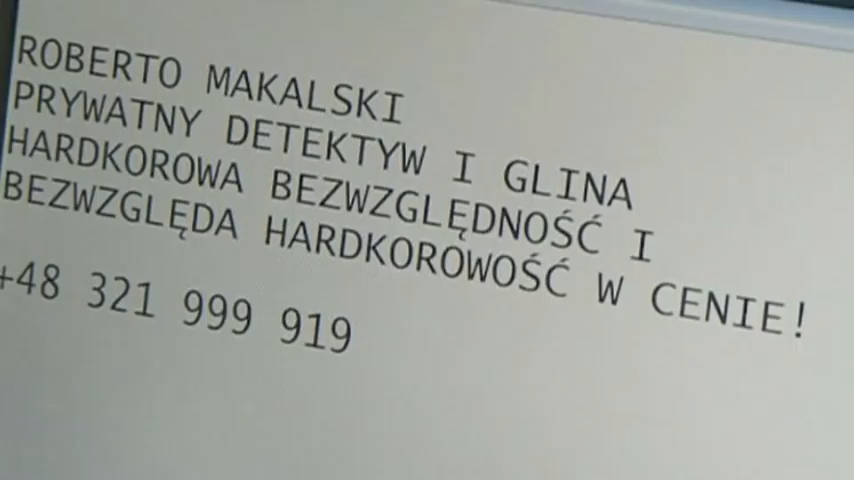 ROBERTO MAKALSKI
PRYWATNY DETEKTYW I GLINA
HARDKOROWA BEZWZGLĘDNOŚĆ I
BEZWZGLĘDA HARDKOROWOŚĆ W CENIE!
+48 321 999 919